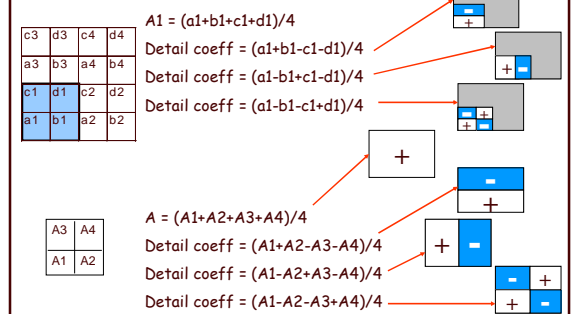 A1 = (a1+b1+c1+d1)/4
-
+
c3 d3 c4 d4
Detail coeff = (a1+b1-c1-d1)/4
a3 b3 a4 b4
Detail coeff = (a1-b1+c1-d1)/4
+ -
c1 d1 c2 d2
Detail coeff = (a1-b1-c1+d1)/4
a1 b1 a2 b2
- +
+ -
+
-
+
A = (A1+A2+A3+A4)/4
A3 A4
Detail coeff = (A1+A2-A3-A4)/4
+ -
A1 A2
Detail coeff = (A1-A2+A3-A4)/4
- +
Detail coeff = (A1-A2-A3+A4)/4
+ -